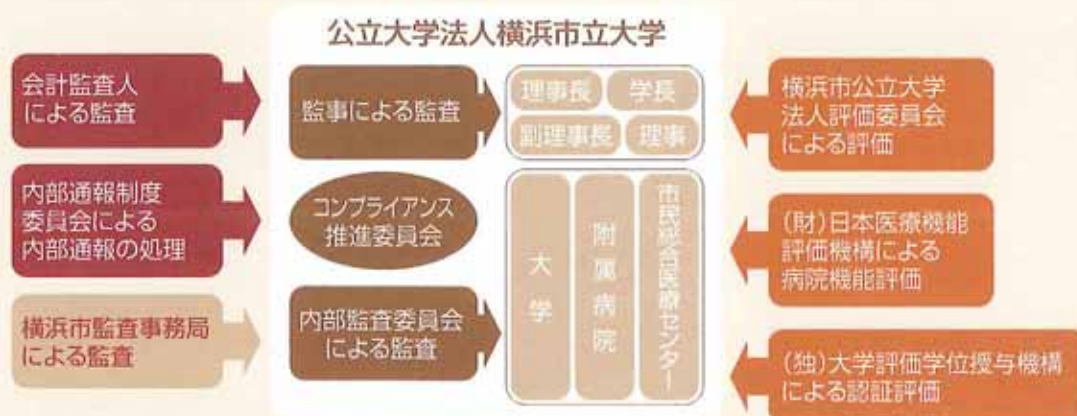 公立大学法人横浜市立大学
会計監査人
による監査
内部通報制度
委員会による
内部通報の処理
横浜市監査事務局
による監査
監事による監査
コンプライアンス
推進委員会
内部監査委員会
による監査
理事長
学長
副理事長
理事
大学
附属病院
市民総合医療センター
横浜市公立大学
法人評価委員会
による評価
(財)日本医療機能
評価機構による
病院機能評価
(独)大学評価学位授与機構
による認証評価